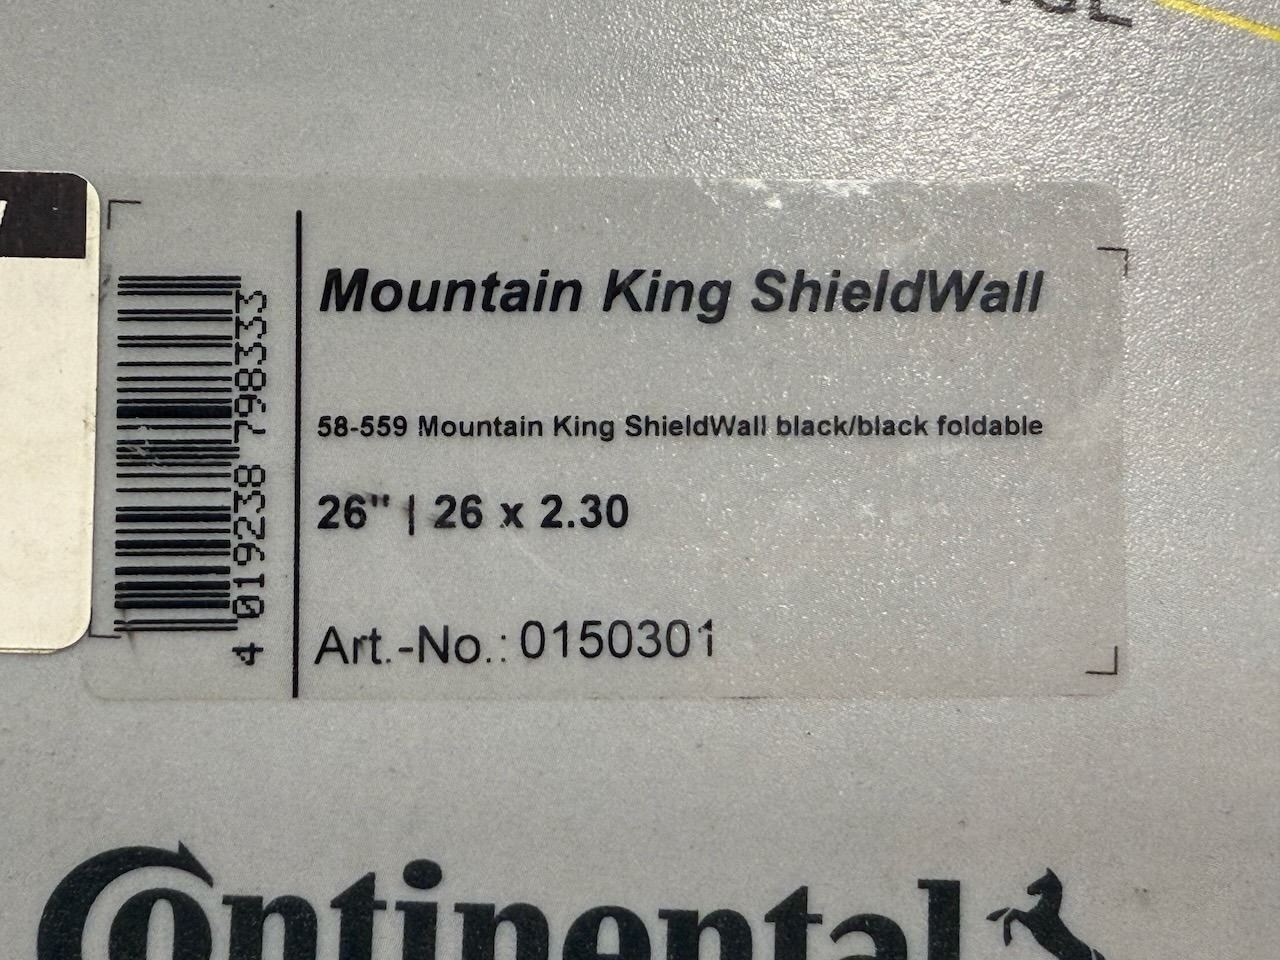 Mountain King ShieldWall
58-559 Mountain King ShieldWall black/black foldable
26" | 26 x 2.30
Art.-No.: 0150301
4 019238 798333
Continental